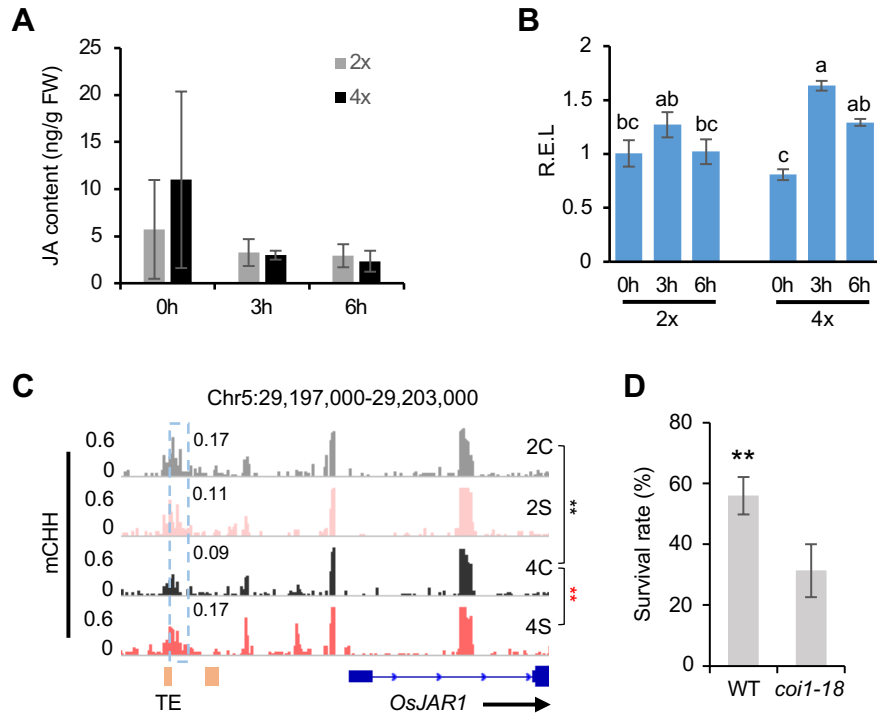 A
JA content (ng/g FW)
25
20
15
10
5
0
2x
4x
0h 3h 6h
B
R.E.L
2
1.5
1
0.5
0
bc ab bc c a ab
0h 3h 6h 0h 3h 6h
2x 4x
C
Chr5:29,197,000-29,203,000
mCHH
0.6 0.17 2C
0
0.6 0.11 2S
0
**
0.6 0.09 4C
0
**
0.6 0.17 4S
0
TE OsJAR1
D
Survival rate (%)
80
60
40
20
0
**
WT coi1-18